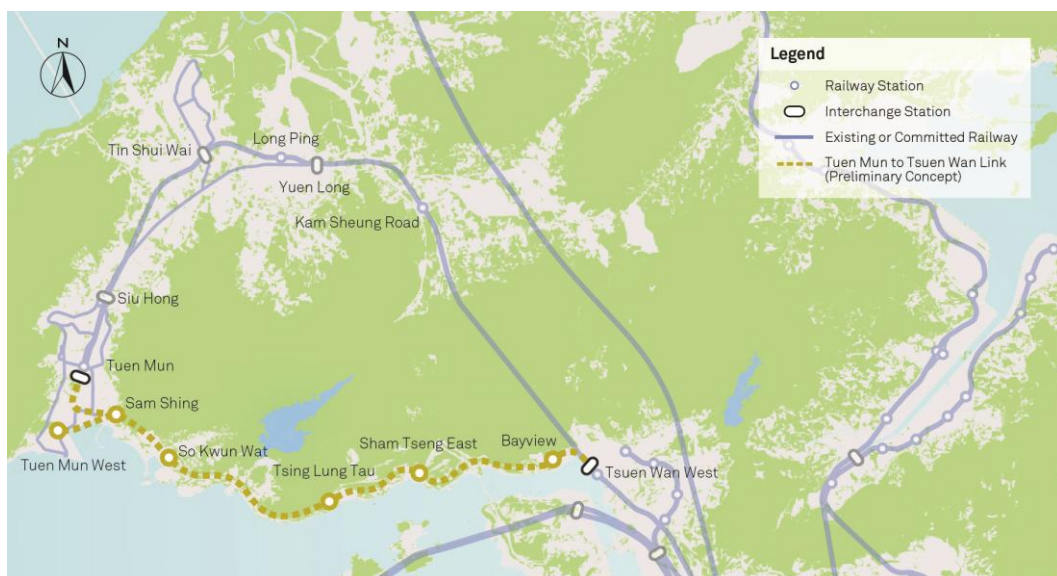 N
Legend
Railway Station
Interchange Station
Existing or Committed Railway
Tuen Mun to Tsuen Wan Link
(Preliminary Concept)
Long Ping
Tin Shui Wai
Yuen Long
Kam Sheung Road
Siu Hong
Tuen Mun
Sam Shing
So Kwun Wat
Sham Tseng East
Bayview
Tuen Mun West
Tsing Lung Tau
Tsuen Wan West